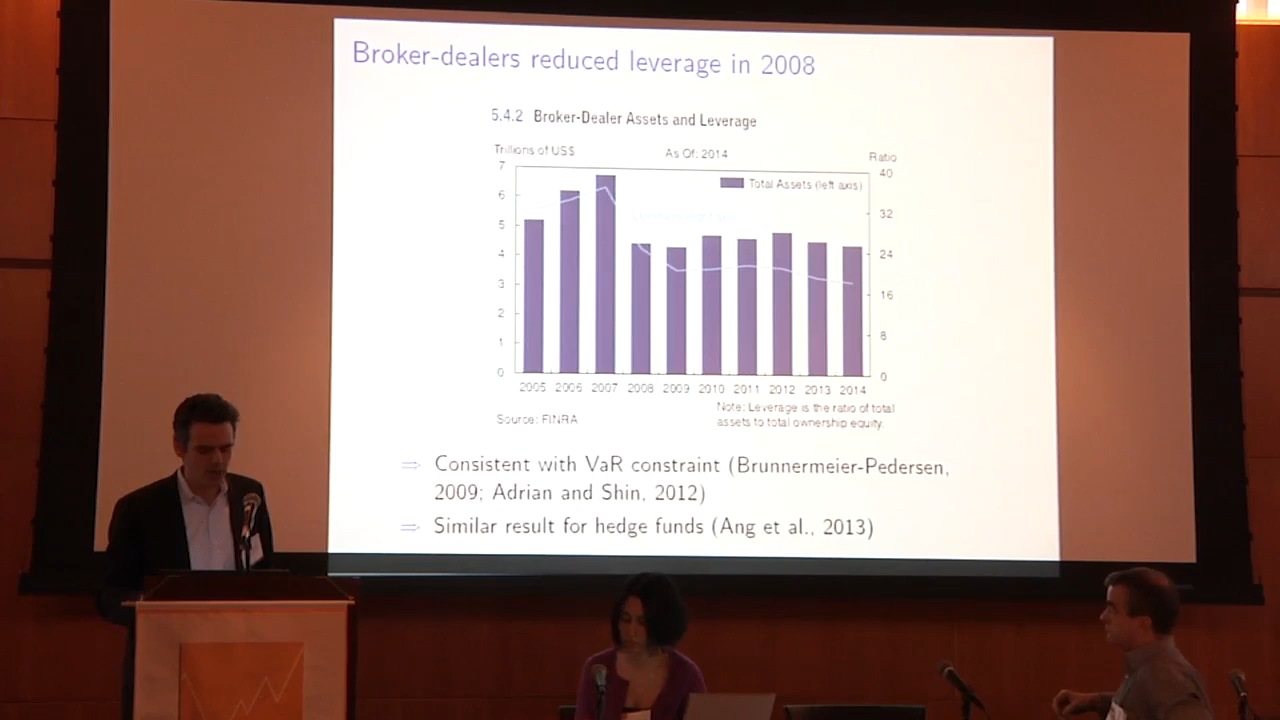 Broker-dealers reduced leverage in 2008
5.4.2 Broker-Dealer Assets and Leverage
Trillions of US$ As Of: 2014 Ratio
7 40
Total Assets (left axis)
6
32
5
4 24
3
16
2
1 8
0 0
2005 2006 2007 2008 2009 2010 2011 2012 2013 2014
Source: FINRA
Note: Leverage is the ratio of total
assets to total ownership equity.
⇒ Consistent with VaR constraint (Brunnermeier-Pedersen,
2009; Adrian and Shin, 2012)
⇒ Similar result for hedge funds (Ang et al., 2013)